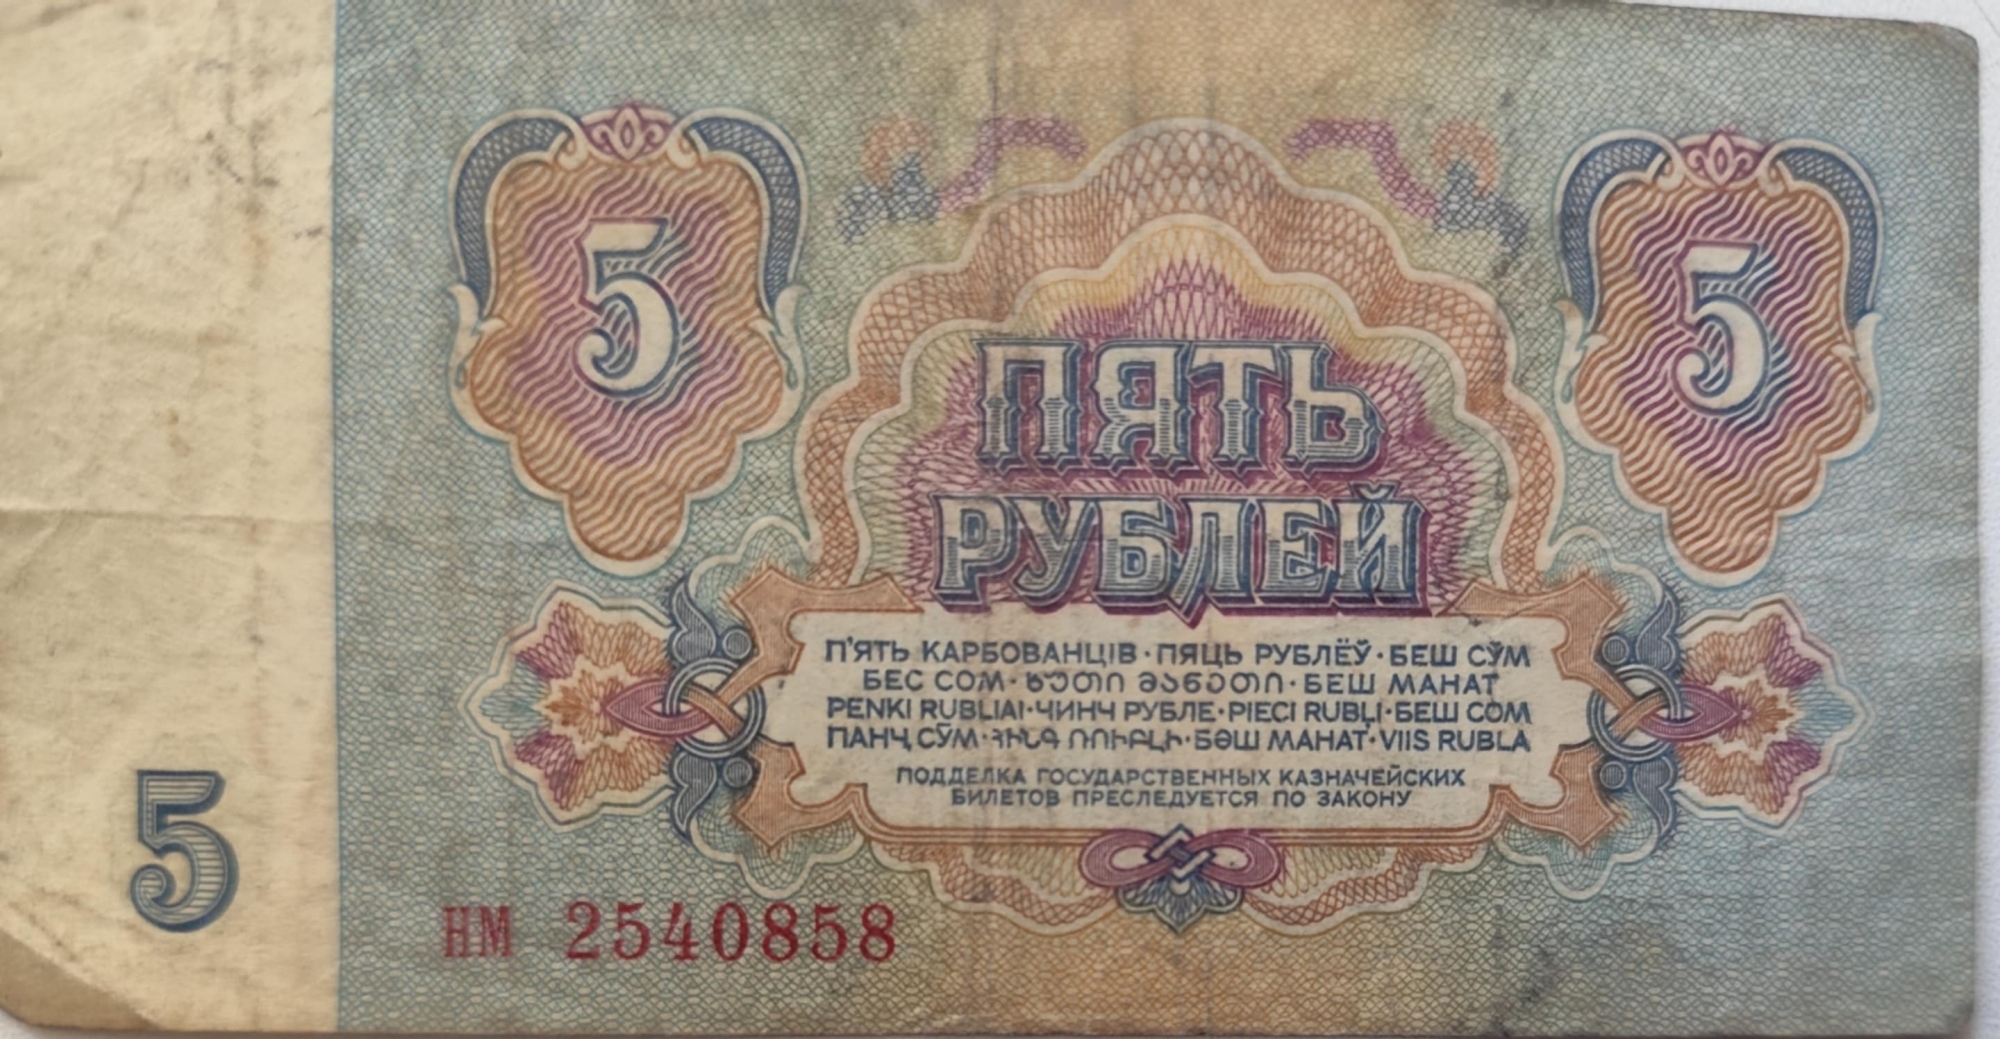 5
5
ПЯТЬ
РУБЛЕЙ
П'ЯТЬ КАРБОВАНЦІВ · ПЯЦЬ РУБЛЁЎ · БЕШ СЎМ
БЕС СОМ · ხუთი მანეთი · БЕШ МАНАТ
PENKI RUBLIAI · ЧИНЧ РУБЛЕ · PIECI RUBĻI · БЕШ СОМ
ПАНҶ СӮМ · ՀԻՆԳ ՌՈՒԲԼԻ · БӘШ МАНАТ · VIIS RUBLA
ПОДДЕЛКА ГОСУДАРСТВЕННЫХ КАЗНАЧЕЙСКИХ
БИЛЕТОВ ПРЕСЛЕДУЕТСЯ ПО ЗАКОНУ
5
НМ 2540858